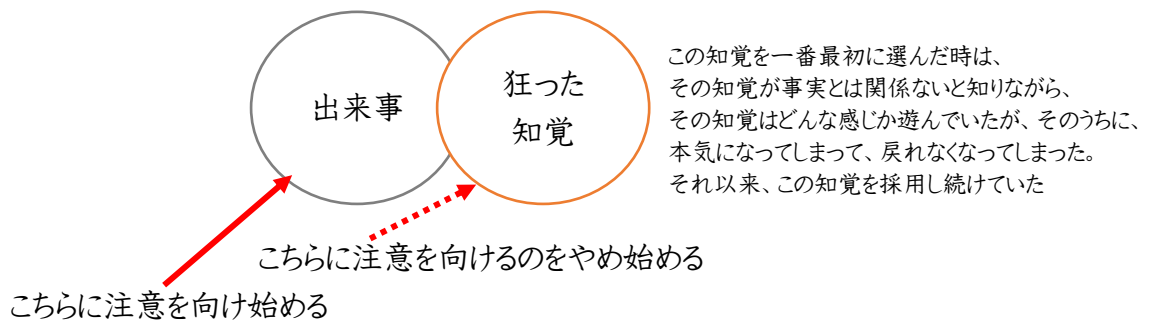 出来事
狂った
知覚
この知覚を一番最初に選んだ時は、
その知覚が事実とは関係ないと知りながら、
その知覚はどんな感じか遊んでいたが、そのうちに、
本気になってしまって、戻れなくなってしまった。
それ以来、この知覚を採用し続けていた
こちらに注意を向けるのをやめ始める
こちらに注意を向け始める